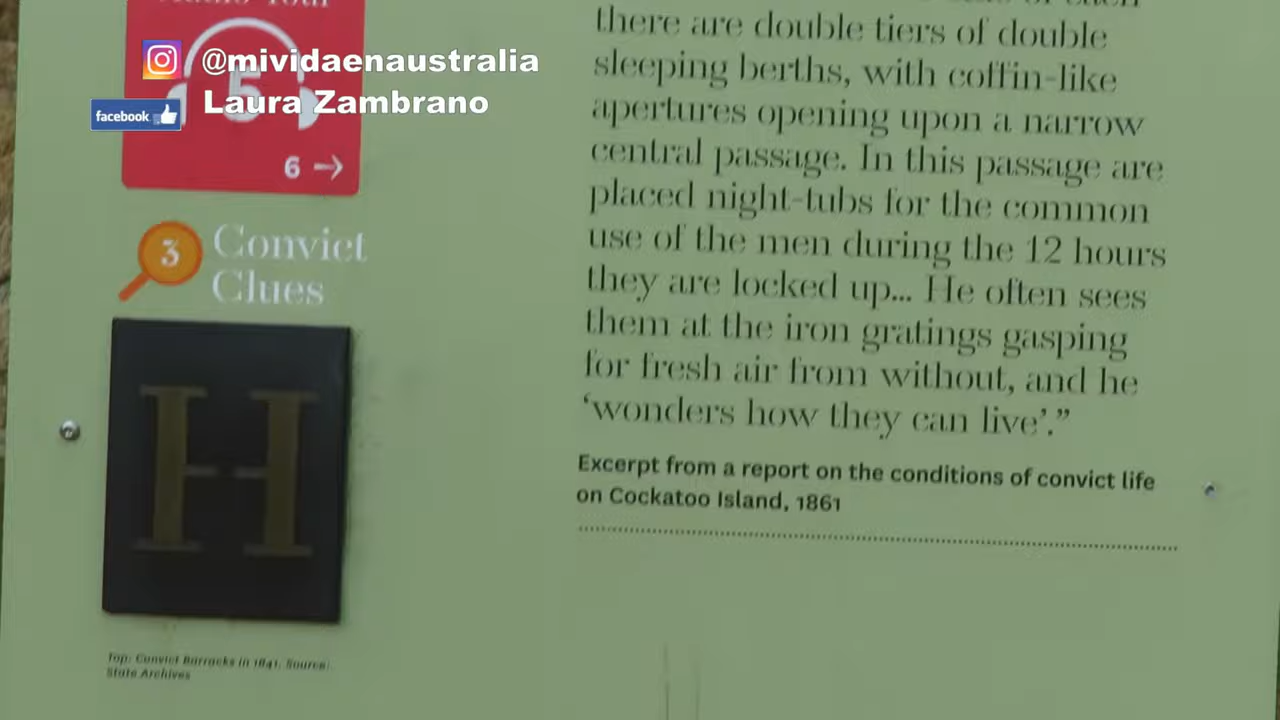 Audio Tour
5
6 →
@mividaenaustralia
facebook
Laura Zambrano
3
Convict
Clues
H
Top: Convict Barracks in 1841. Source:
State Archives
there are double tiers of double
sleeping berths, with coffin-like
apertures opening upon a narrow
central passage. In this passage are
placed night-tubs for the common
use of the men during the 12 hours
they are locked up... He often sees
them at the iron gratings gasping
for fresh air from without, and he
‘wonders how they can live’.”
Excerpt from a report on the conditions of convict life
on Cockatoo Island, 1861